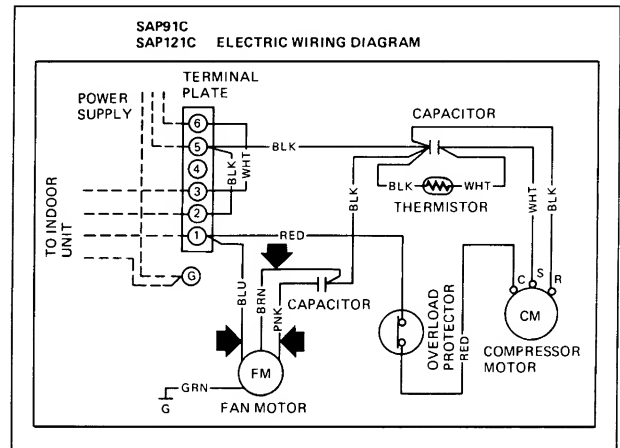 SAP91C
SAP121C ELECTRIC WIRING DIAGRAM
TERMINAL
PLATE
POWER
SUPPLY
CAPACITOR
6
5
4
3
2
1
WHT
BLK
BLK
BLK
BLK
WHT
THERMISTOR
WHT
BLK
TO INDOOR
UNIT
RED
G
BLU
BRN
PNK
CAPACITOR
OVERLOAD
PROTECTOR
RED
C
S
R
CM
COMPRESSOR
MOTOR
FM
GRN
G
FAN MOTOR